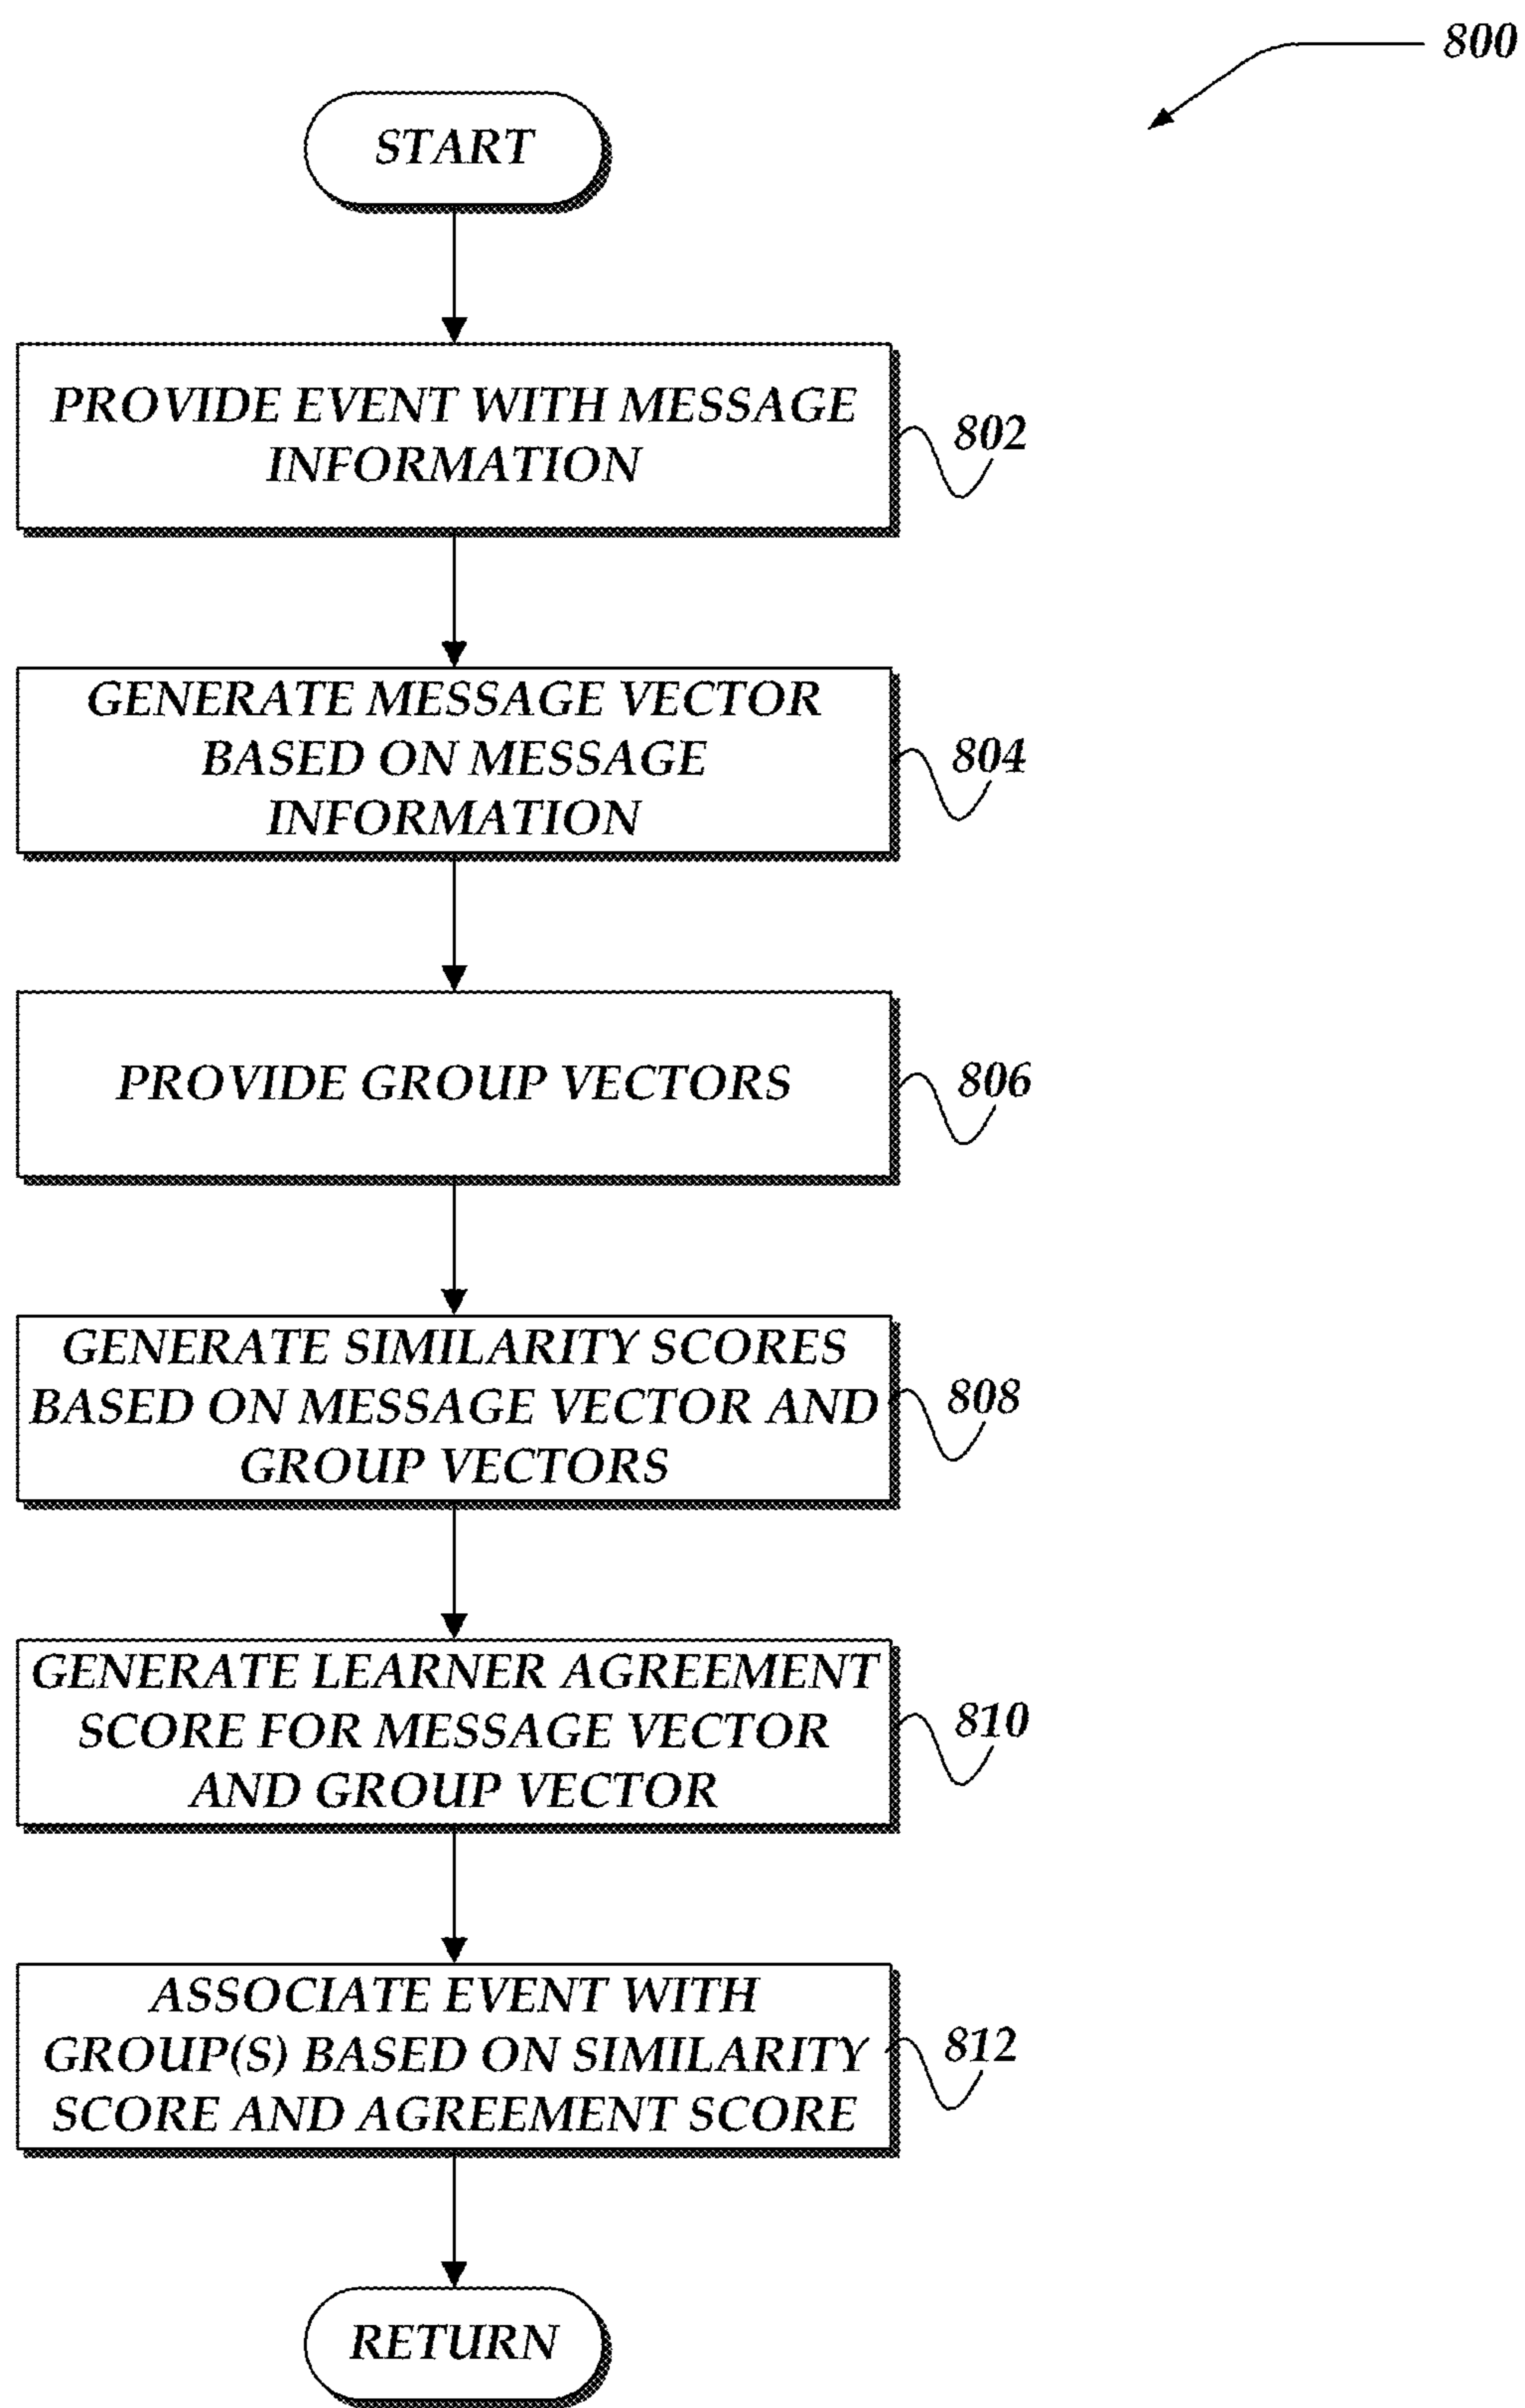 800
START
PROVIDE EVENT WITH MESSAGE
INFORMATION
802
GENERATE MESSAGE VECTOR
BASED ON MESSAGE
INFORMATION
804
PROVIDE GROUP VECTORS
806
GENERATE SIMILARITY SCORES
BASED ON MESSAGE VECTOR AND
GROUP VECTORS
808
GENERATE LEARNER AGREEMENT
SCORE FOR MESSAGE VECTOR
AND GROUP VECTOR
810
ASSOCIATE EVENT WITH
GROUP(S) BASED ON SIMILARITY
SCORE AND AGREEMENT SCORE
812
RETURN